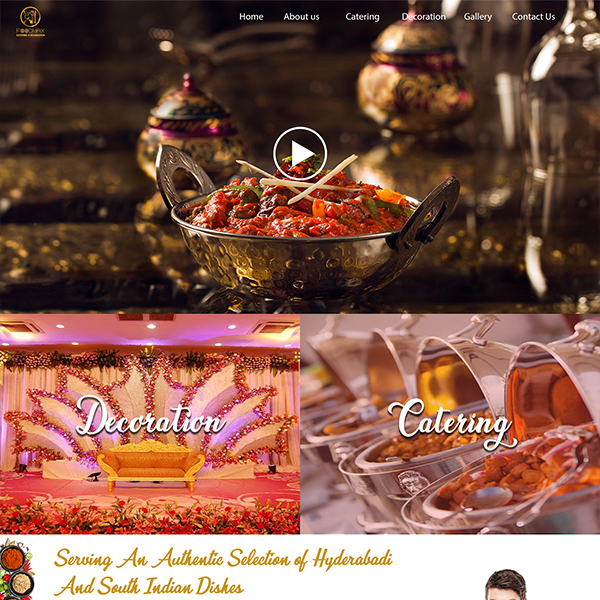 Home About us Catering Decoration Gallery Contact Us
FOODMAX
Decoration
Catering
Serving An Authentic Selection of Hyderabadi
And South Indian Dishes